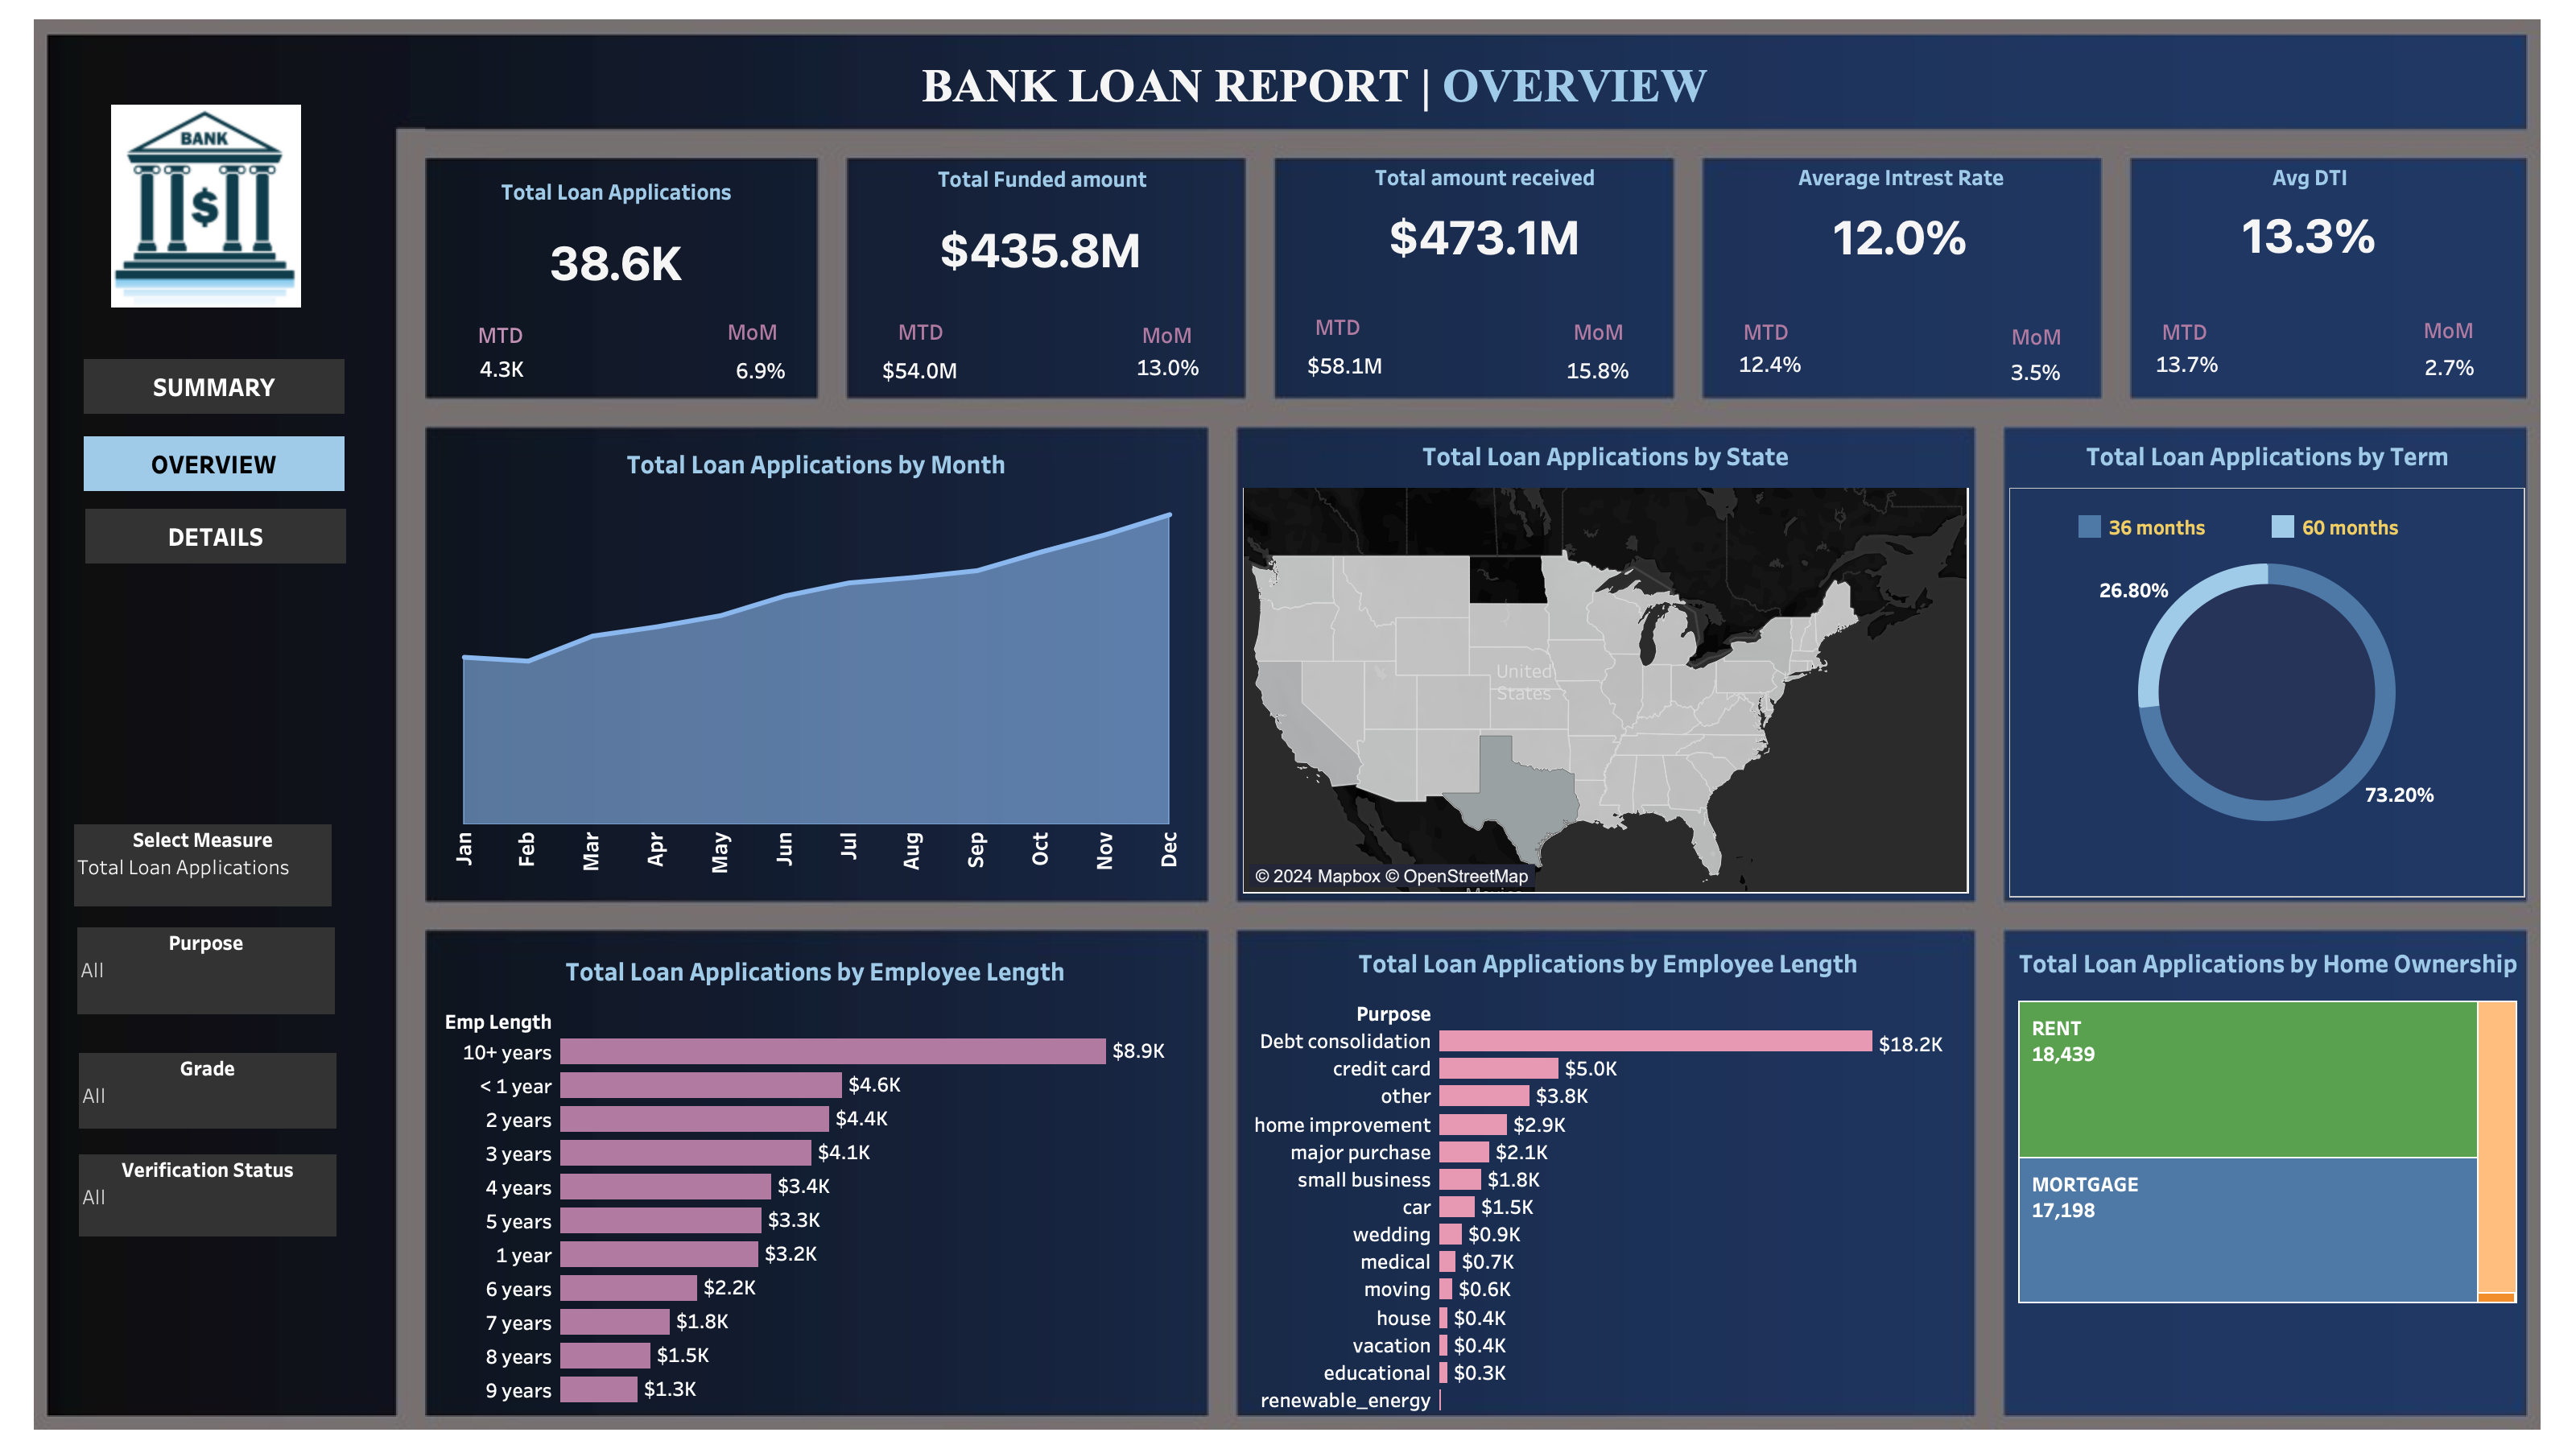 BANK LOAN REPORT | OVERVIEW
BANK
$
SUMMARY
OVERVIEW
DETAILS
Select Measure
Total Loan Applications
Purpose
All
Grade
All
Verification Status
All
Total Loan Applications
38.6K
MTD
4.3K
MoM
6.9%
Total Funded amount
$435.8M
MTD
$54.0M
MoM
13.0%
Total amount received
$473.1M
MTD
$58.1M
MoM
15.8%
Average Intrest Rate
12.0%
MTD
12.4%
MoM
3.5%
Avg DTI
13.3%
MTD
13.7%
MoM
2.7%
Total Loan Applications by Month
Jan
Feb
Mar
Apr
May
Jun
Jul
Aug
Sep
Oct
Nov
Dec
Total Loan Applications by State
United
States
© 2024 Mapbox © OpenStreetMap
Total Loan Applications by Term
36 months
60 months
26.80%
73.20%
Total Loan Applications by Employee Length
Emp Length
10+ years $8.9K
< 1 year $4.6K
2 years $4.4K
3 years $4.1K
4 years $3.4K
5 years $3.3K
1 year $3.2K
6 years $2.2K
7 years $1.8K
8 years $1.5K
9 years $1.3K
Total Loan Applications by Employee Length
Purpose
Debt consolidation $18.2K
credit card $5.0K
other $3.8K
home improvement $2.9K
major purchase $2.1K
small business $1.8K
car $1.5K
wedding $0.9K
medical $0.7K
moving $0.6K
house $0.4K
vacation $0.4K
educational $0.3K
renewable_energy
Total Loan Applications by Home Ownership
RENT
18,439
MORTGAGE
17,198